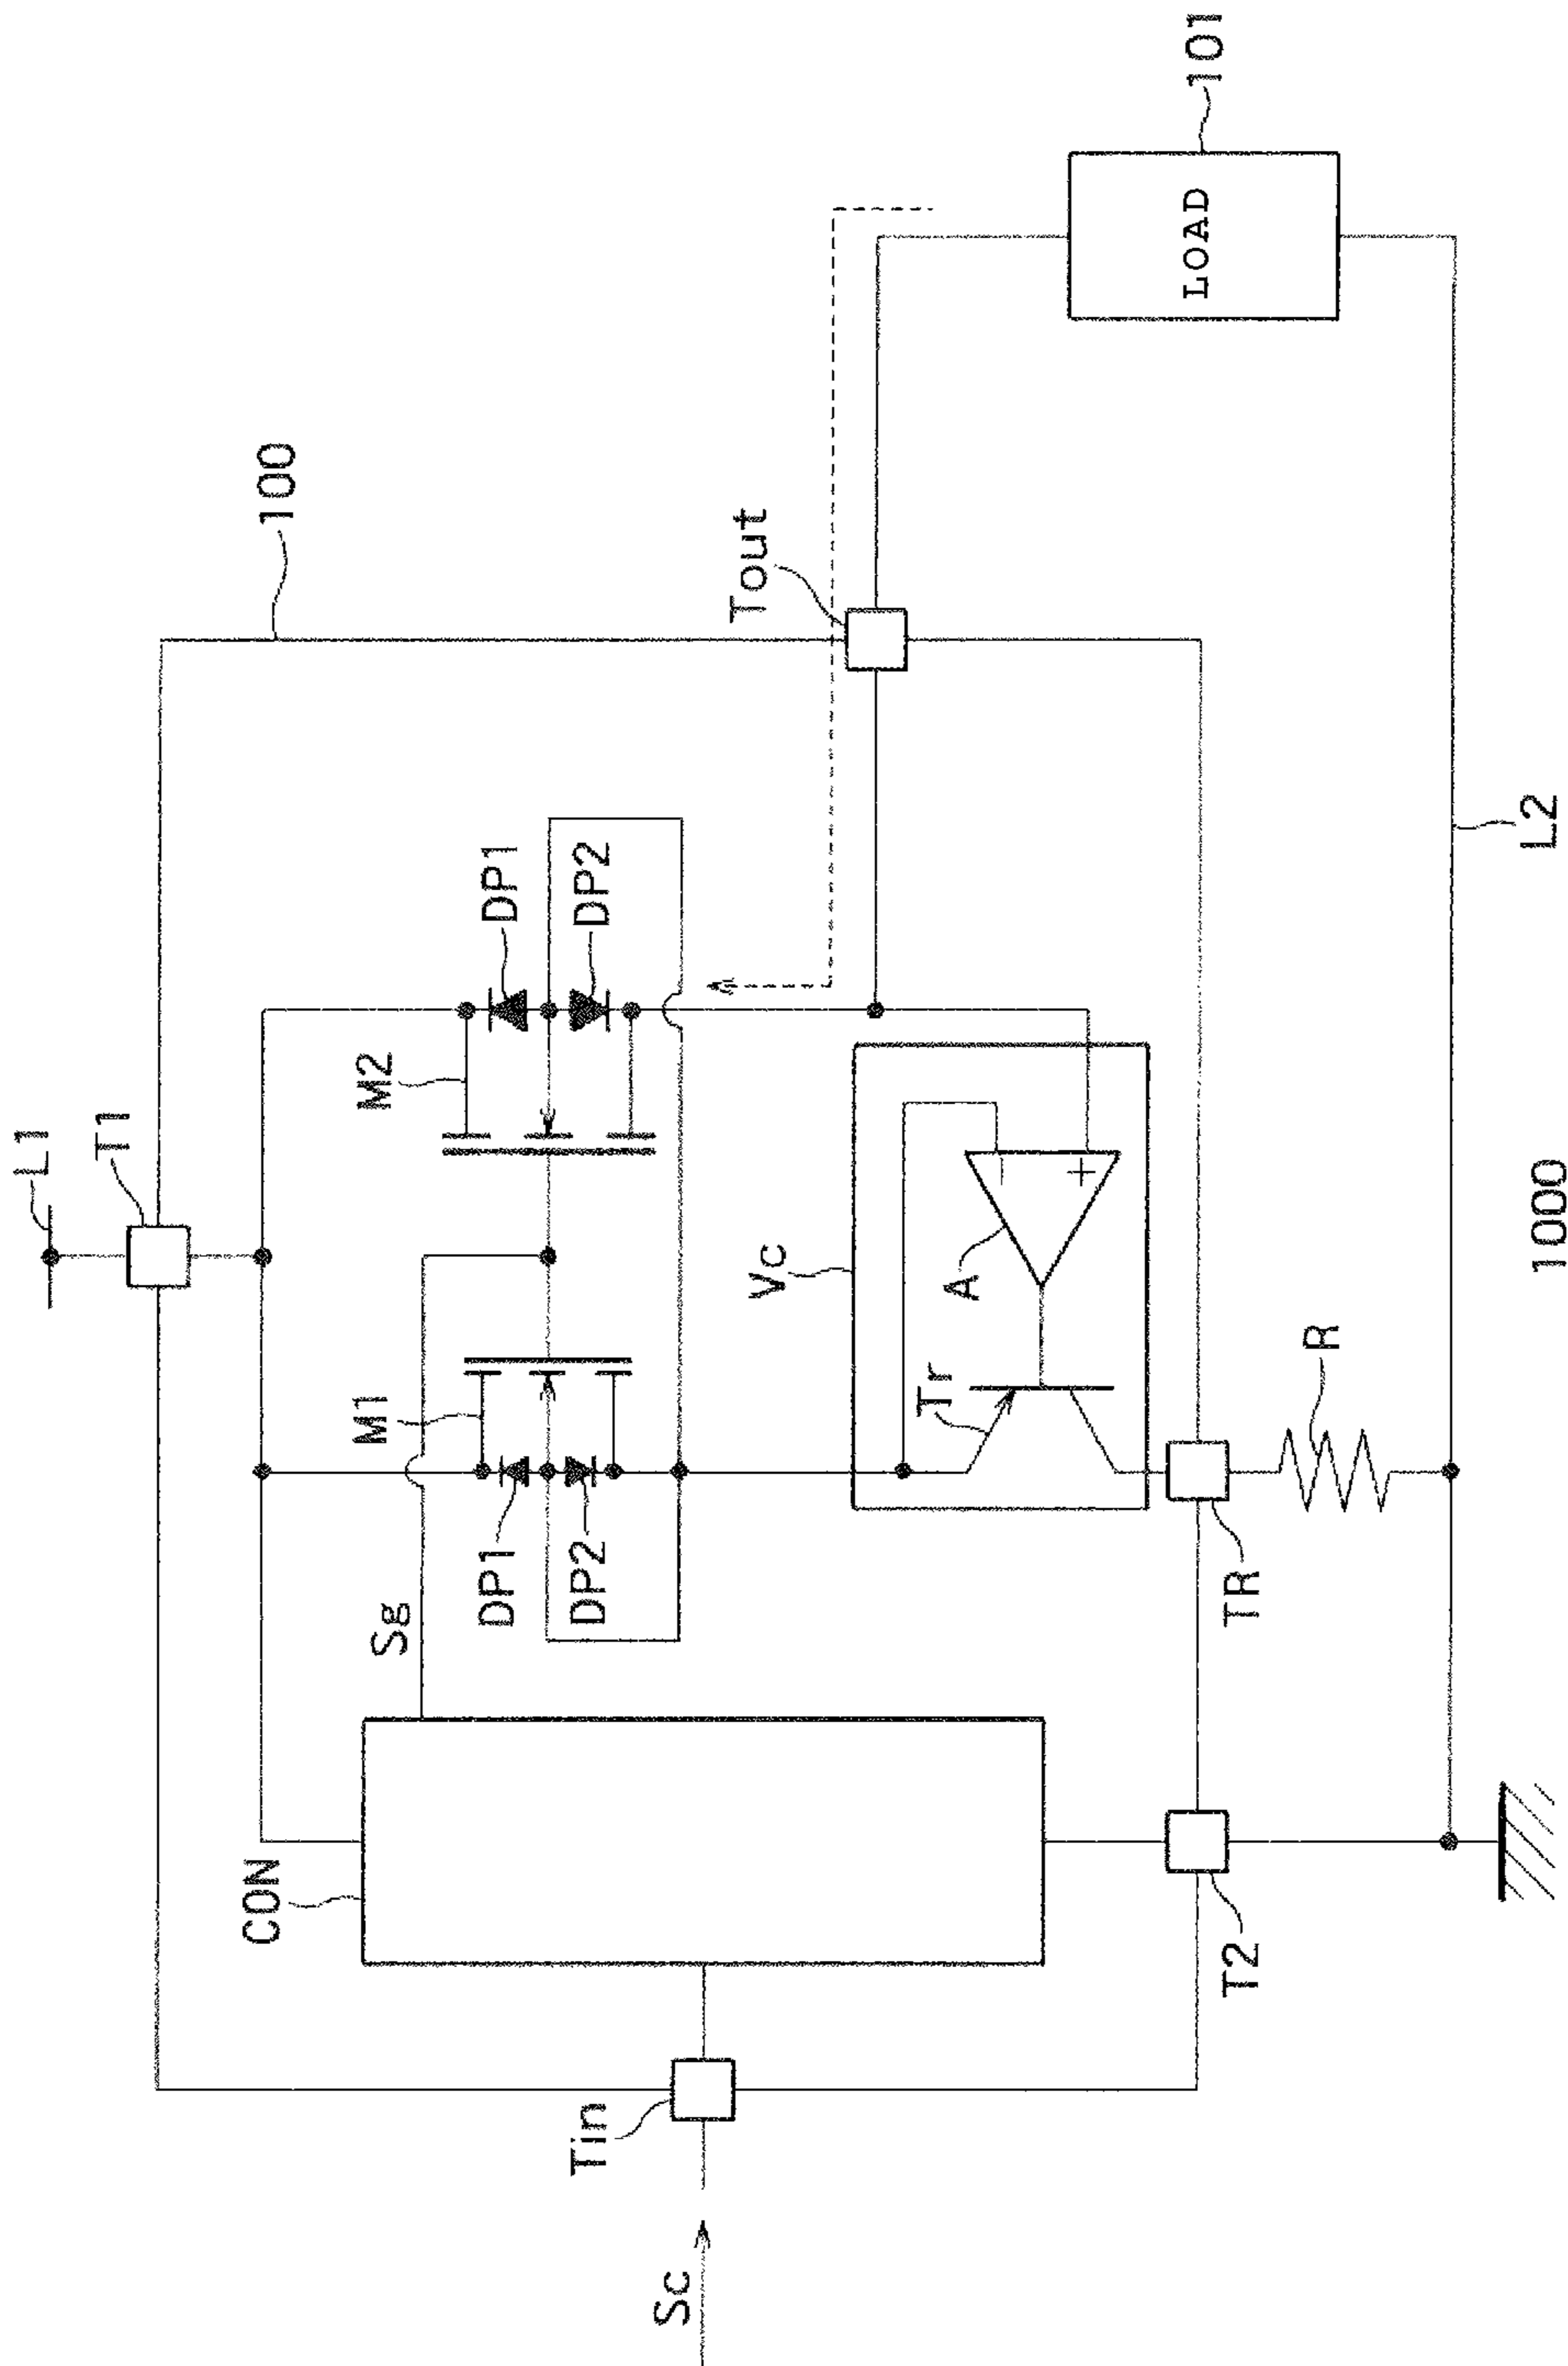 L1
T1
100
CON
Sg
M1
M2
DP1
DP2
DP1
DP2
Tout
101
LOAD
Tin
Sc
Vc
Tr
A
−
+
T2
TR
R
L2
1000